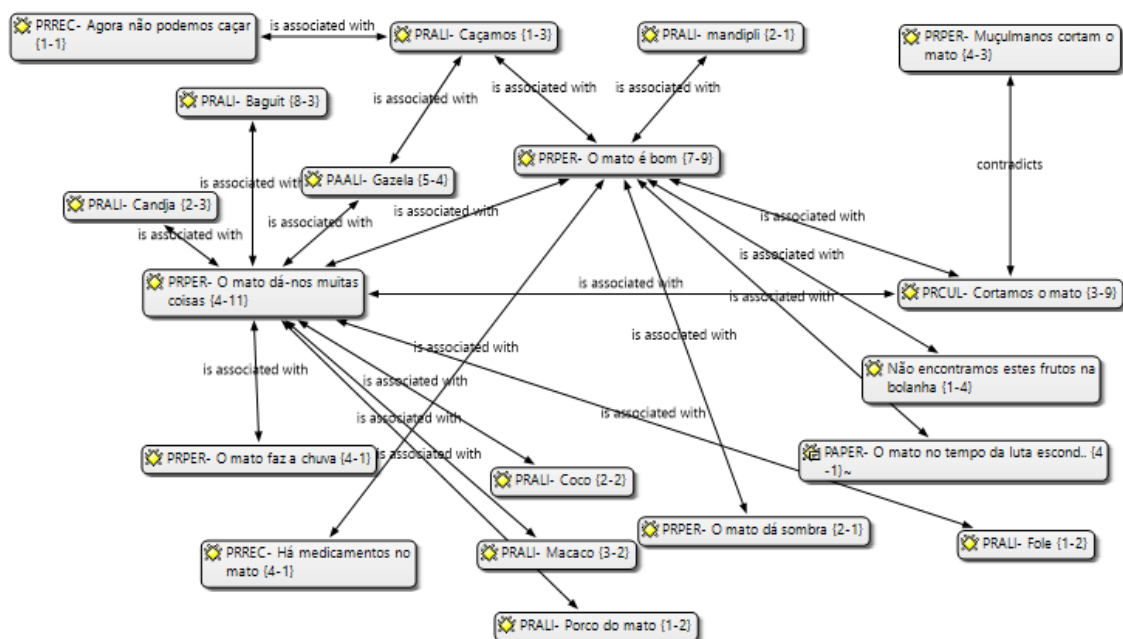 PRREC- Agora não podemos caçar
{1-1}
is associated with
PRALI- Caçamos {1-3}
PRALI- mandipli {2-1}
PRPER- Muçulmanos cortam o
mato {4-3}
is associated with
is associated with
is associated with
PRALI- Baguit {8-3}
PRPER- O mato é bom {7-9}
contradicts
is associated with
PAALI- Gazela {5-4}
PRALI- Candja {2-3}
is associated with
is associated with
is associated with
is associated with
is associated with
PRPER- O mato dá-nos muitas
coisas {4-11}
is associated with
is associated with
PRCUL- Cortamos o mato {3-9}
is associated with
is associated with
is associated with
Não encontramos estes frutos na
bolanha {1-4}
is associated with
is associated with
is associated with
PRPER- O mato faz a chuva {4-1}
PAPER- O mato no tempo da luta escond.. {4
-1}~
PRALI- Coco {2-2}
PRPER- O mato dá sombra {2-1}
PRREC- Há medicamentos no
mato {4-1}
PRALI- Macaco {3-2}
PRALI- Fole {1-2}
PRALI- Porco do mato {1-2}